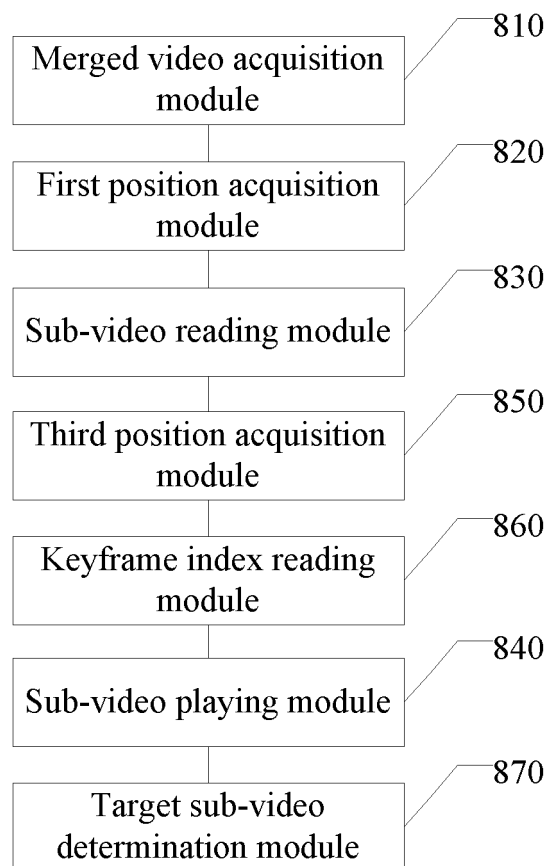 810
Merged video acquisition
module
820
First position acquisition
module
830
Sub-video reading module
850
Third position acquisition
module
860
Keyframe index reading
module
840
Sub-video playing module
870
Target sub-video
determination module